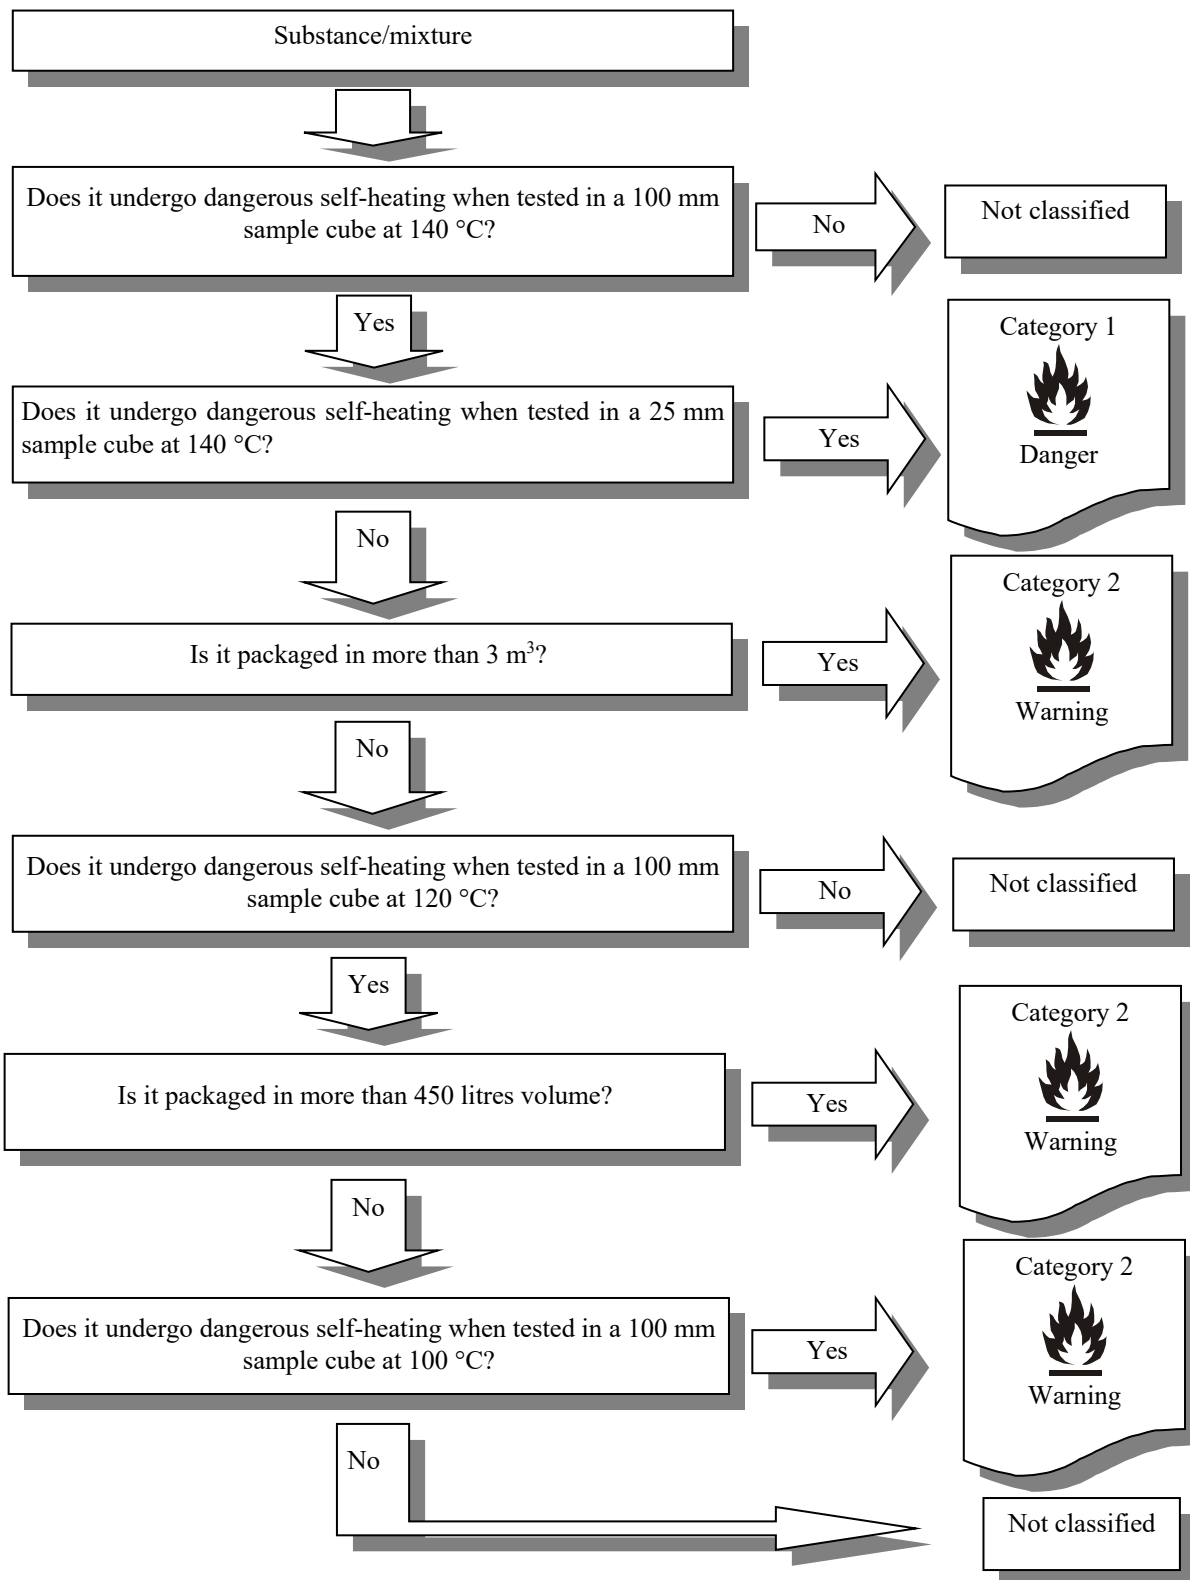 Substance/mixture
Does it undergo dangerous self-heating when tested in a 100 mm
sample cube at 140 °C?
No
Not classified
Yes
Category 1
Danger
Does it undergo dangerous self-heating when tested in a 25 mm
sample cube at 140 °C?
Yes
No
Category 2
Warning
Is it packaged in more than 3 m³?
Yes
No
Does it undergo dangerous self-heating when tested in a 100 mm
sample cube at 120 °C?
No
Not classified
Yes
Category 2
Warning
Is it packaged in more than 450 litres volume?
Yes
No
Category 2
Warning
Does it undergo dangerous self-heating when tested in a 100 mm
sample cube at 100 °C?
Yes
No
Not classified